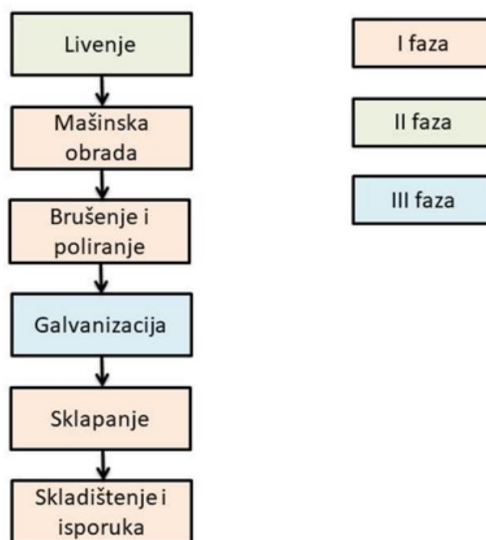 Livenje
Mašinska
obrada
Brušenje i
poliranje
Galvanizacija
Sklapanje
Skladištenje i
isporuka
I faza
II faza
III faza